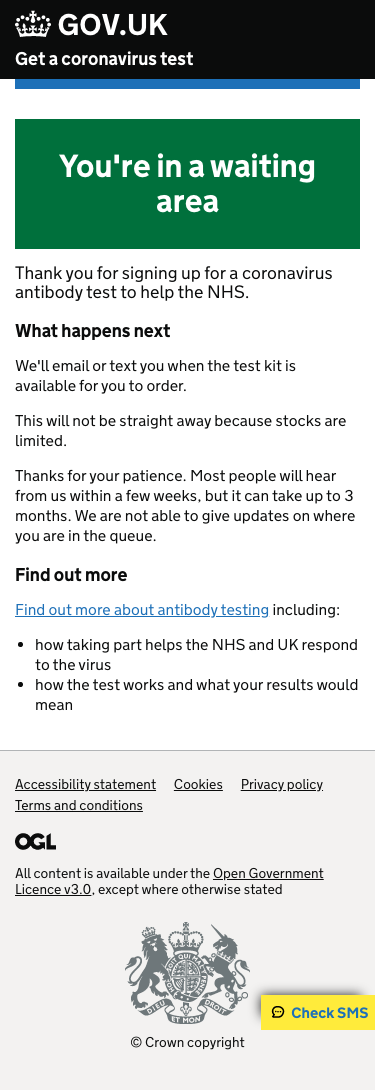 GOV.UK
Get a coronavirus test
You're in a waiting
area
Thank you for signing up for a coronavirus
antibody test to help the NHS.
What happens next
We'll email or text you when the test kit is
available for you to order.
This will not be straight away because stocks are
limited.
Thanks for your patience. Most people will hear
from us within a few weeks, but it can take up to 3
months. We are not able to give updates on where
you are in the queue.
Find out more
Find out more about antibody testing including:
• how taking part helps the NHS and UK respond
to the virus
• how the test works and what your results would
mean
Accessibility statement Cookies Privacy policy
Terms and conditions
OGL
All content is available under the Open Government
Licence v3.0, except where otherwise stated
DIEU ET MON
© Crown copyright
Check SMS